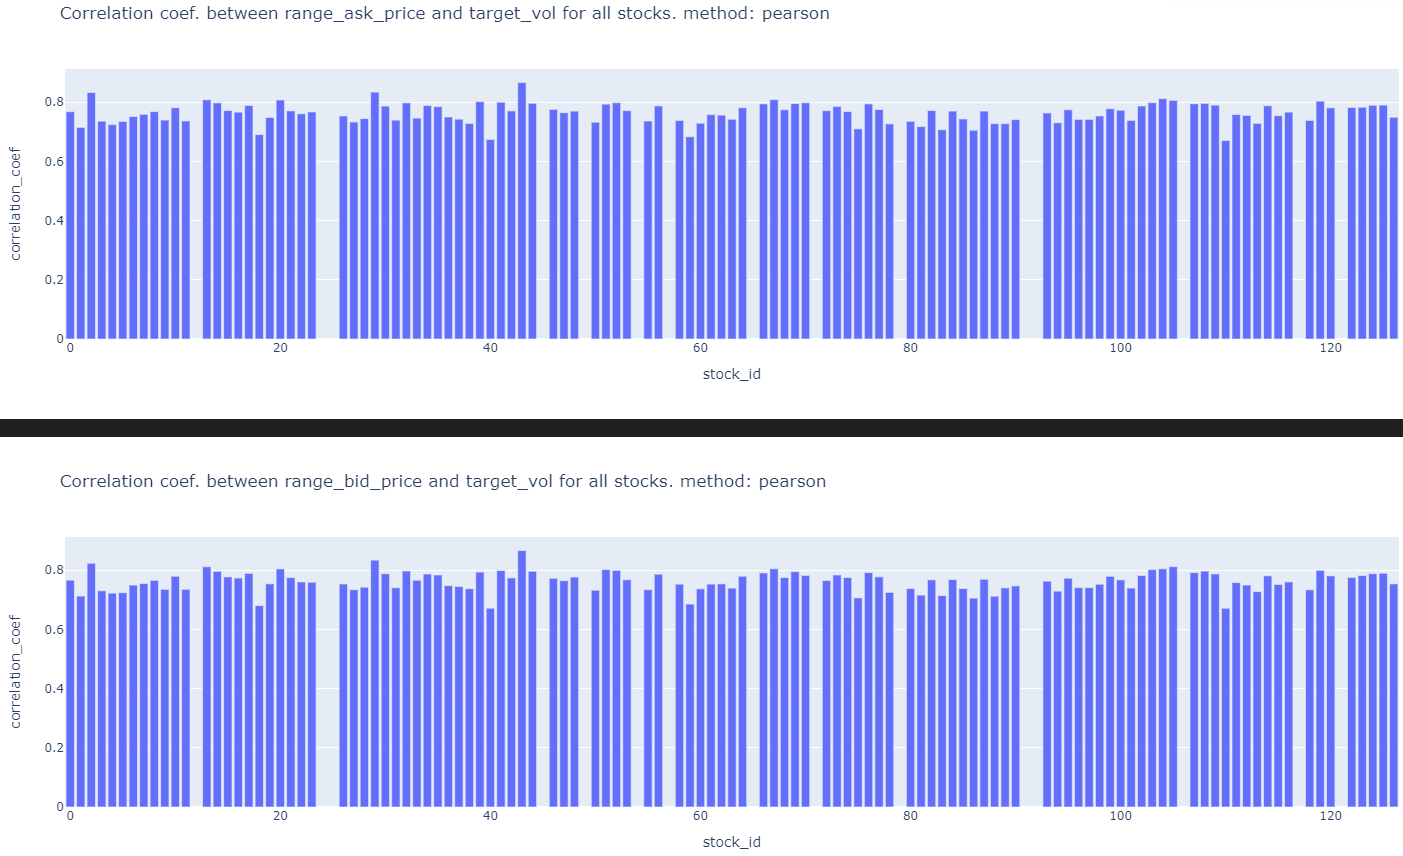 Correlation coef. between range_ask_price and target_vol for all stocks. method: pearson
correlation_coef
0.8
0.6
0.4
0.2
0
0 20 40 60 80 100 120
stock_id
Correlation coef. between range_bid_price and target_vol for all stocks. method: pearson
correlation_coef
0.8
0.6
0.4
0.2
0
0 20 40 60 80 100 120
stock_id